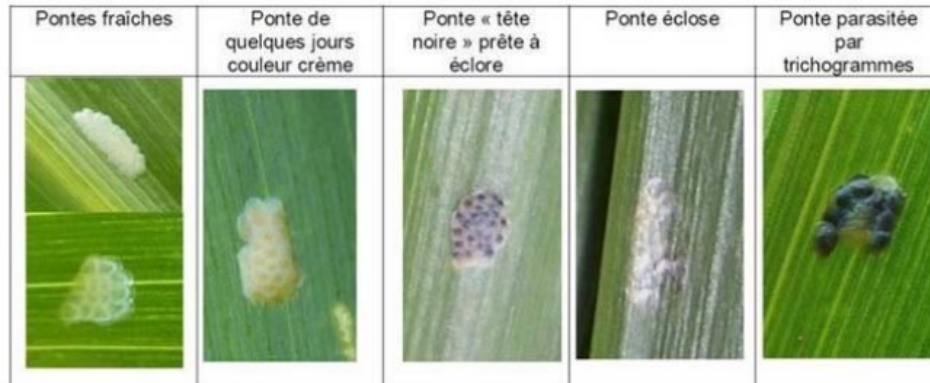 Pontes fraîches
Ponte de
quelques jours
couleur crème
Ponte « tête
noire » prête à
éclore
Ponte éclose
Ponte parasitée
par
trichogrammes